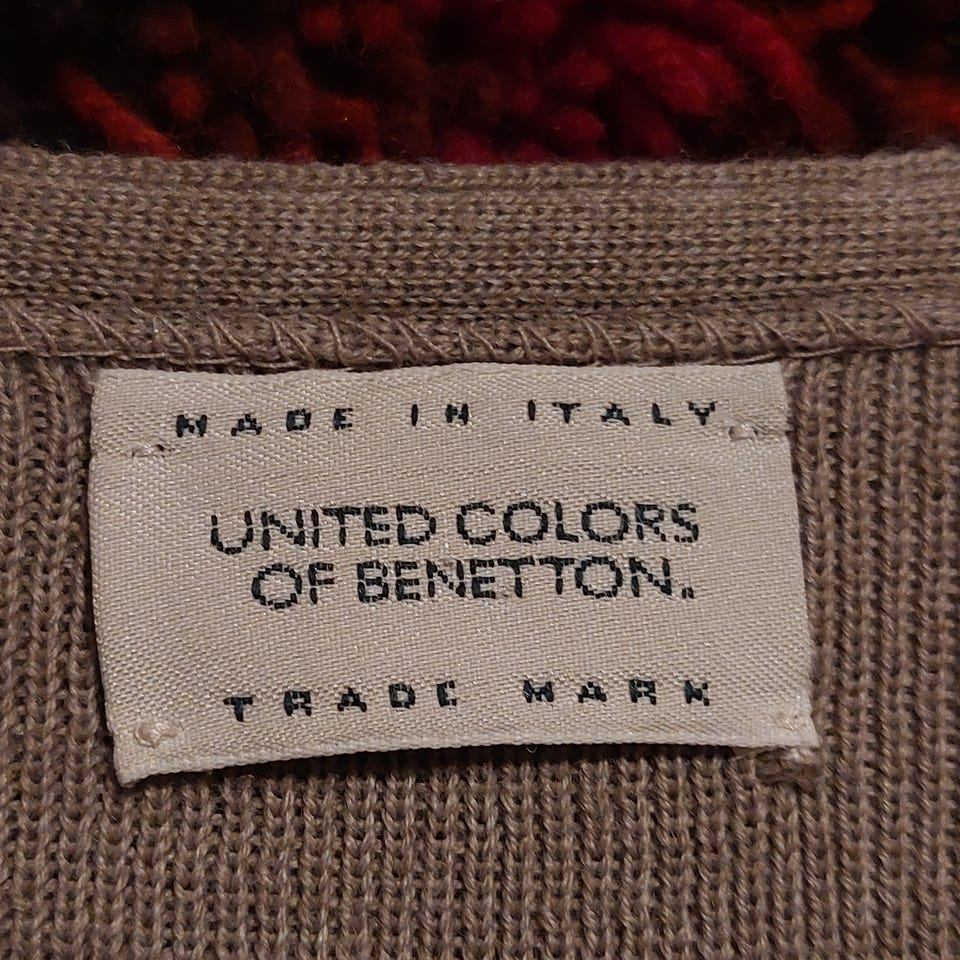 MADE IN ITALY
UNITED COLORS
OF BENETTON.
TRADE MARK